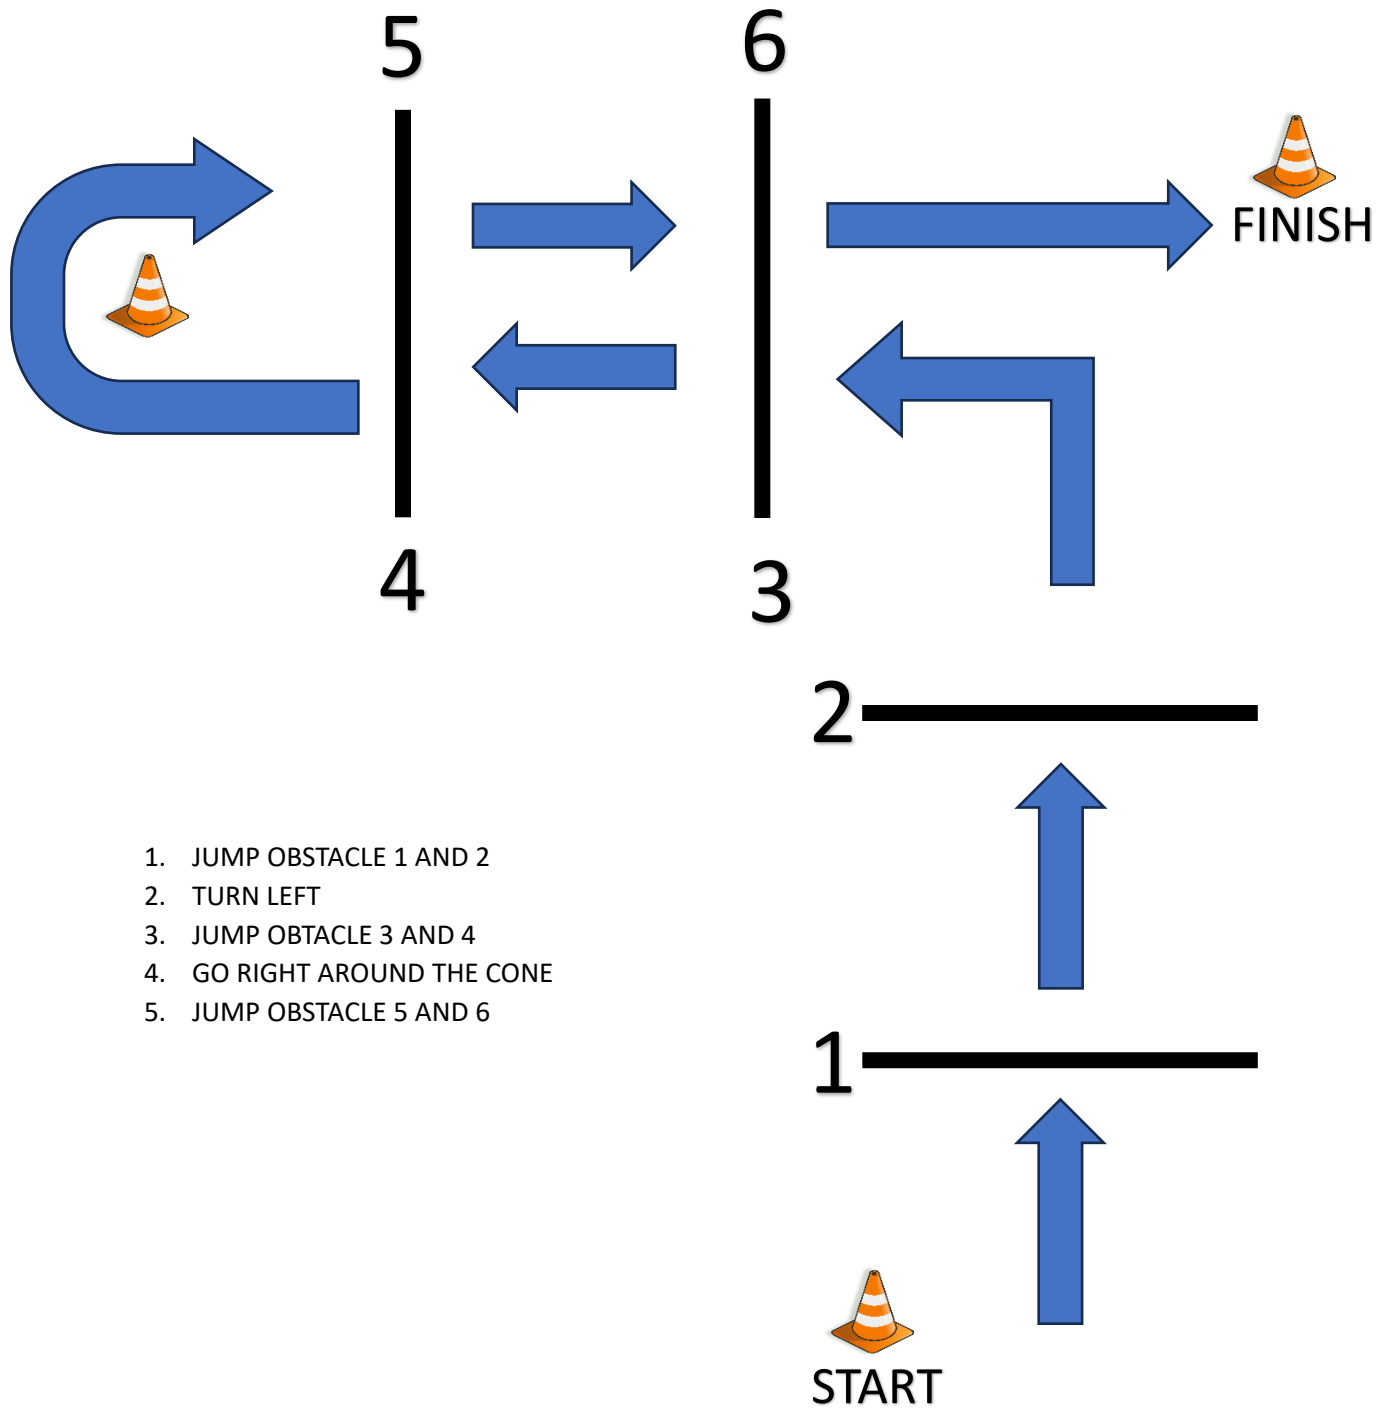 5
6
FINISH
4
3
2
1. JUMP OBSTACLE 1 AND 2
2. TURN LEFT
3. JUMP OBTACLE 3 AND 4
4. GO RIGHT AROUND THE CONE
5. JUMP OBSTACLE 5 AND 6
1
START